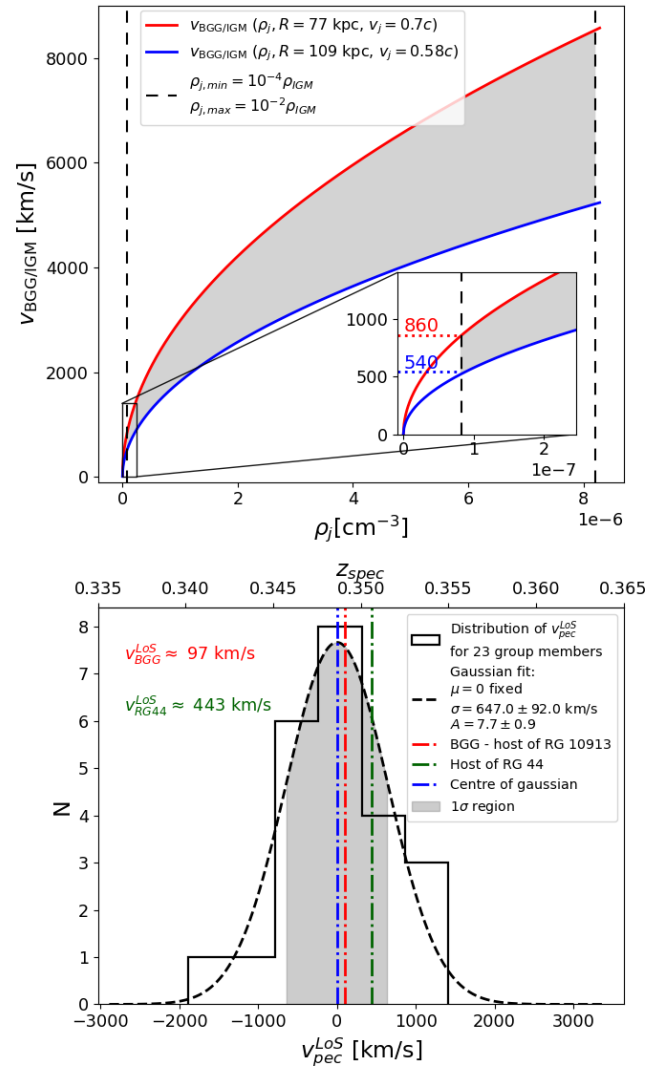 8000
6000
4000
2000
0
v_BGG/IGM [km/s]
v_BGG/IGM (ρ_j, R = 77 kpc, v_j = 0.7c)
v_BGG/IGM (ρ_j, R = 109 kpc, v_j = 0.58c)
ρ_j,min = 10^−4 ρ_IGM
ρ_j,max = 10^−2 ρ_IGM
1000
500
0
860
540
0 1 2
1e-7
0 2 4 6 8
1e-6
ρ_j[cm^−3]
z_spec
0.335 0.340 0.345 0.350 0.355 0.360 0.365
8
7
6
5
4
3
2
1
0
N
v_BGG^LoS ≈ 97 km/s
v_RG44^LoS ≈ 443 km/s
Distribution of v_pec^LoS
for 23 group members
Gaussian fit:
μ = 0 fixed
σ = 647.0 ± 92.0 km/s
A = 7.7 ± 0.9
BGG - host of RG 10913
Host of RG 44
Centre of gaussian
1σ region
−3000 −2000 −1000 0 1000 2000 3000
v_pec^LoS [km/s]